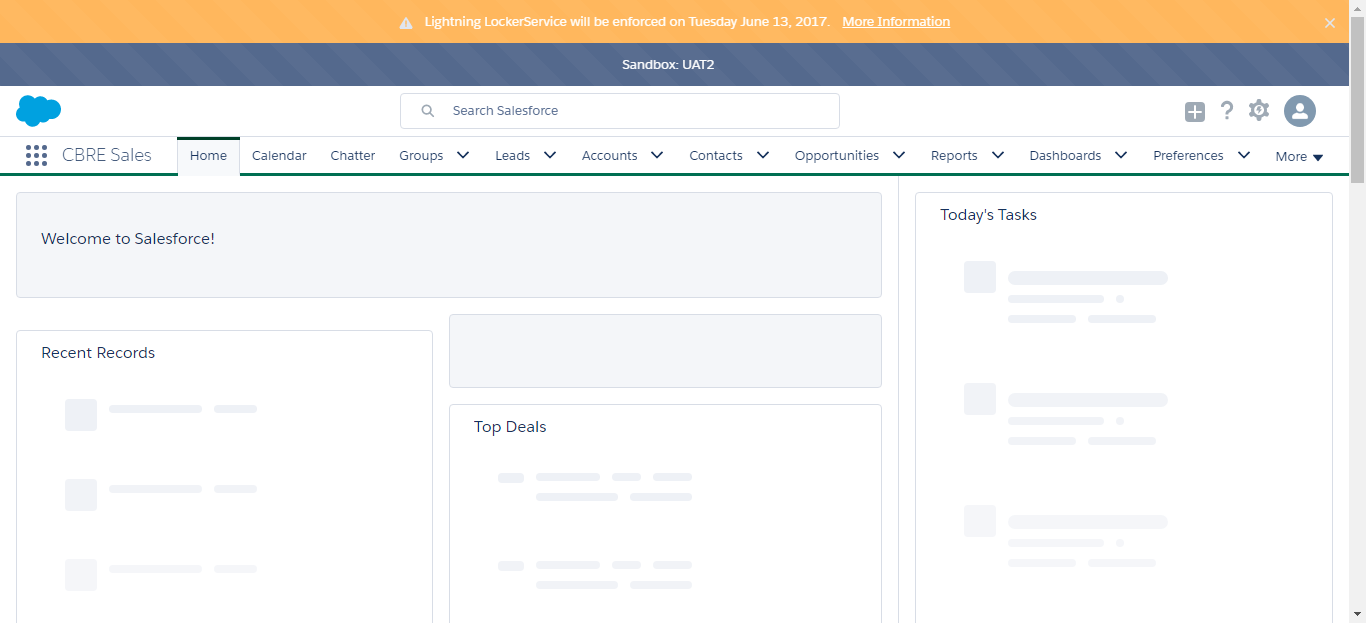 Lightning LockerService will be enforced on Tuesday June 13, 2017. More Information
Sandbox: UAT2
Search Salesforce
CBRE Sales Home Calendar Chatter Groups Leads Accounts Contacts Opportunities Reports Dashboards Preferences More
Welcome to Salesforce!
Today's Tasks
Recent Records
Top Deals